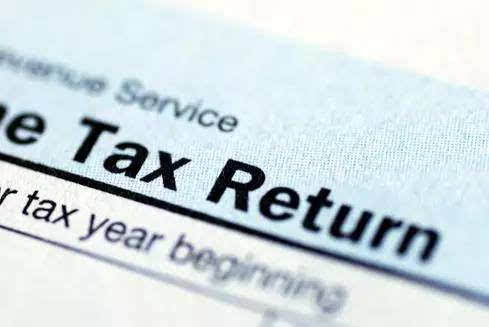 evenue Service
e Tax Return
r tax year beginning